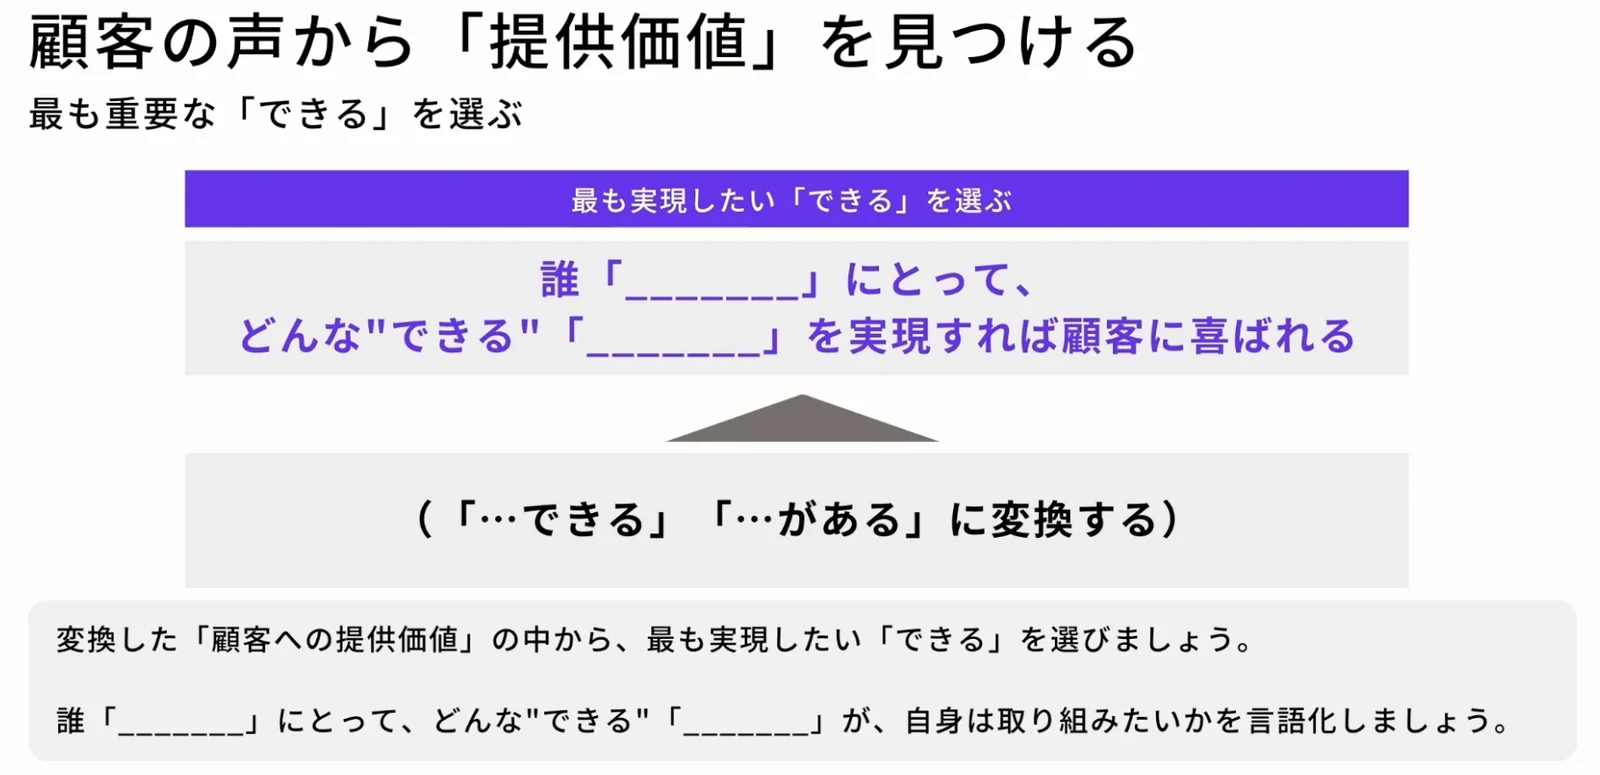 顧客の声から「提供価値」を見つける
最も重要な「できる」を選ぶ
最も実現したい「できる」を選ぶ
誰「_______」にとって、
どんな"できる"「_______」を実現すれば顧客に喜ばれる
（「…できる」「…がある」に変換する）
変換した「顧客への提供価値」の中から、最も実現したい「できる」を選びましょう。
誰「_______」にとって、どんな"できる"「_______」が、自身は取り組みたいかを言語化しましょう。